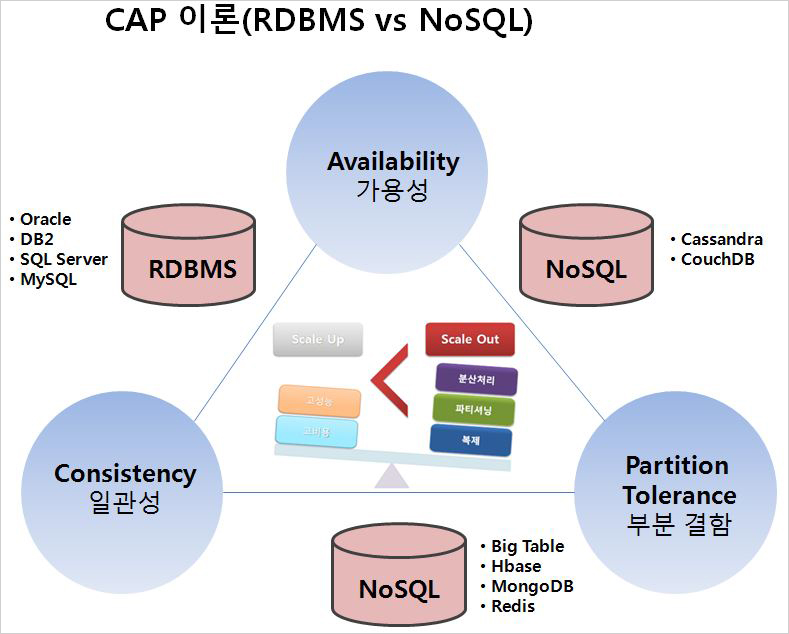 CAP 이론(RDBMS vs NoSQL)
Availability
가용성
• Oracle
• DB2
• SQL Server
• MySQL
RDBMS
NoSQL
• Cassandra
• CouchDB
Scale Up
Scale Out
고성능
고비용
분산처리
파티셔닝
복제
Consistency
일관성
Partition
Tolerance
부분 결함
NoSQL
• Big Table
• Hbase
• MongoDB
• Redis